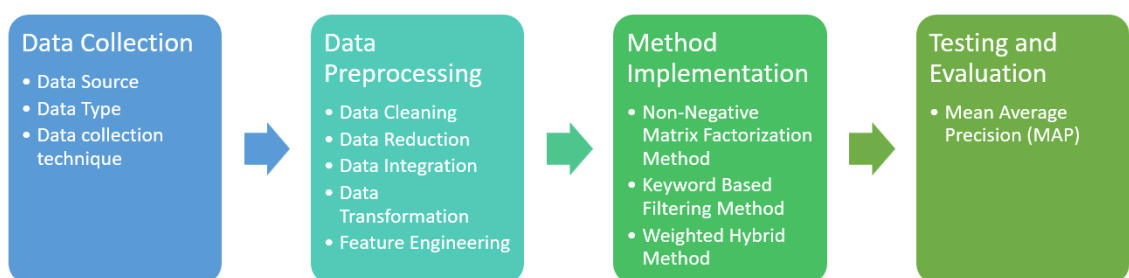 Data Collection
• Data Source
• Data Type
• Data collection
technique
Data
Preprocessing
• Data Cleaning
• Data Reduction
• Data Integration
• Data
Transformation
• Feature Engineering
Method
Implementation
• Non-Negative
Matrix Factorization
Method
• Keyword Based
Filtering Method
• Weighted Hybrid
Method
Testing and
Evaluation
• Mean Average
Precision (MAP)